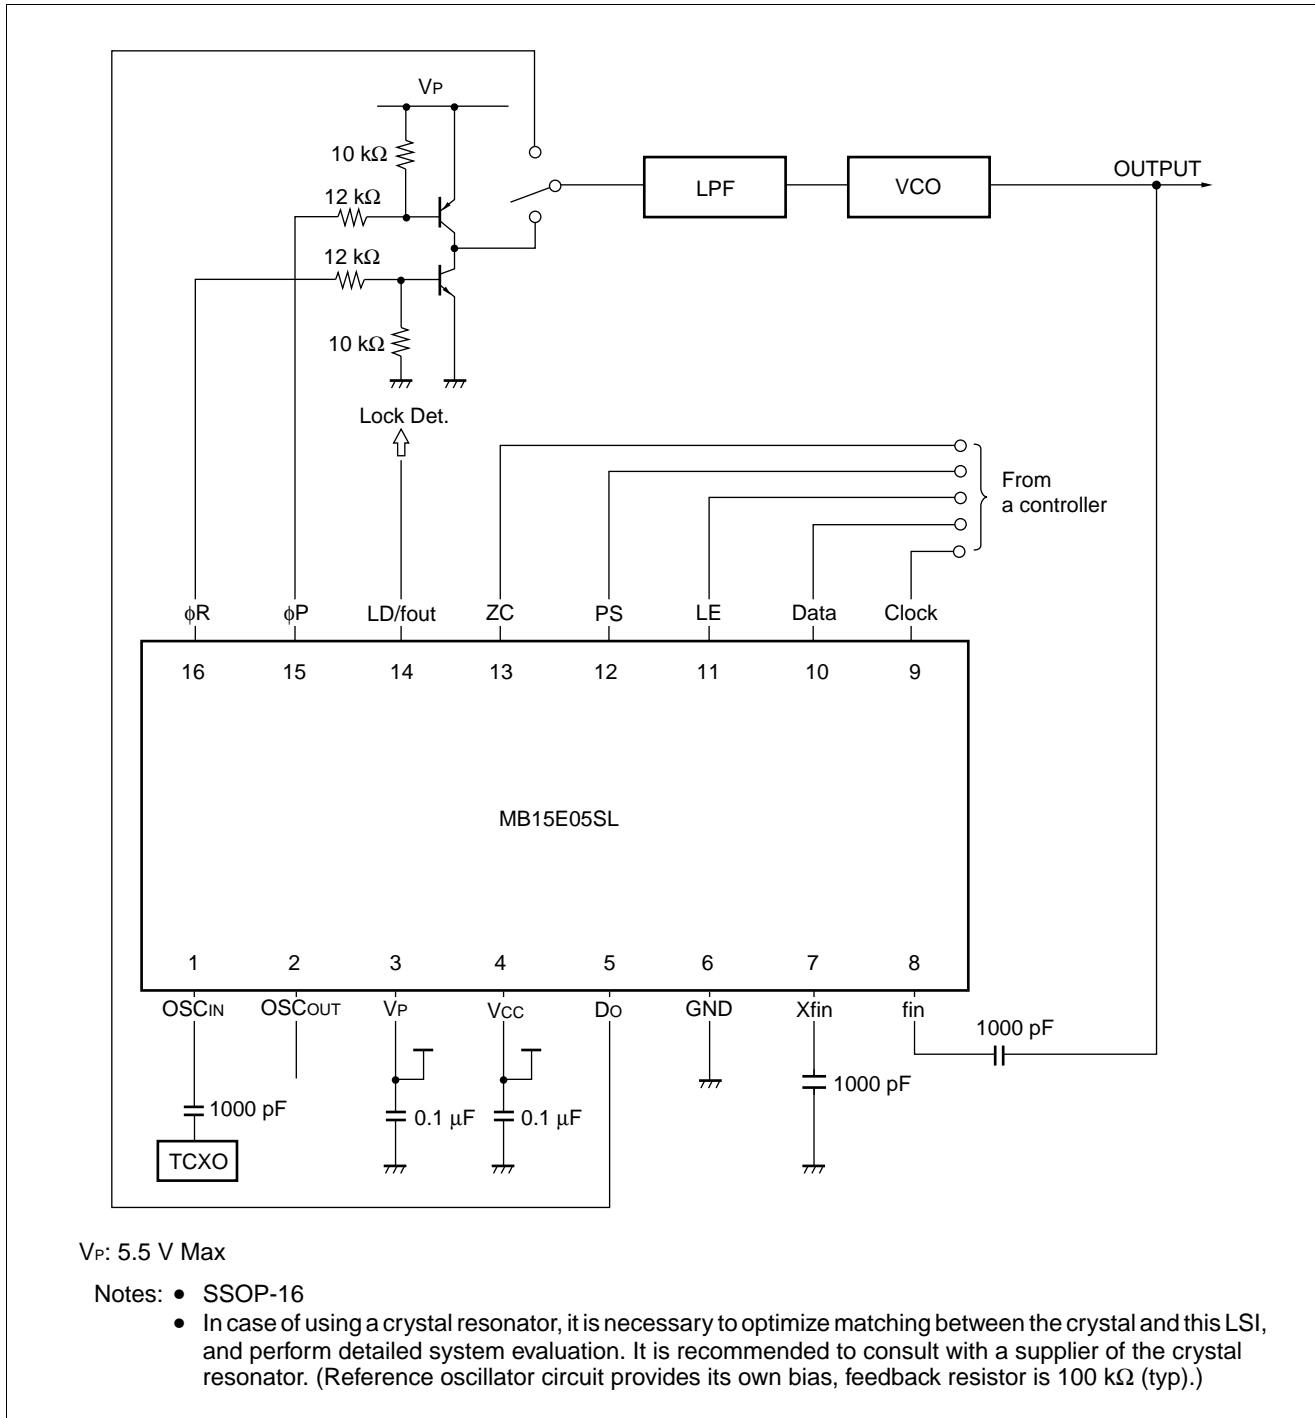 VP
10 kΩ
12 kΩ
12 kΩ
10 kΩ
LPF
VCO
OUTPUT
Lock Det.
From
a controller
φR φP LD/fout ZC PS LE Data Clock
16 15 14 13 12 11 10 9
MB15E05SL
1 2 3 4 5 6 7 8
OSCIN OSCOUT VP VCC DO GND Xfin fin
1000 pF
1000 pF
1000 pF
0.1 µF
0.1 µF
TCXO
VP: 5.5 V Max
Notes: • SSOP-16
• In case of using a crystal resonator, it is necessary to optimize matching between the crystal and this LSI,
and perform detailed system evaluation. It is recommended to consult with a supplier of the crystal
resonator. (Reference oscillator circuit provides its own bias, feedback resistor is 100 kΩ (typ).)